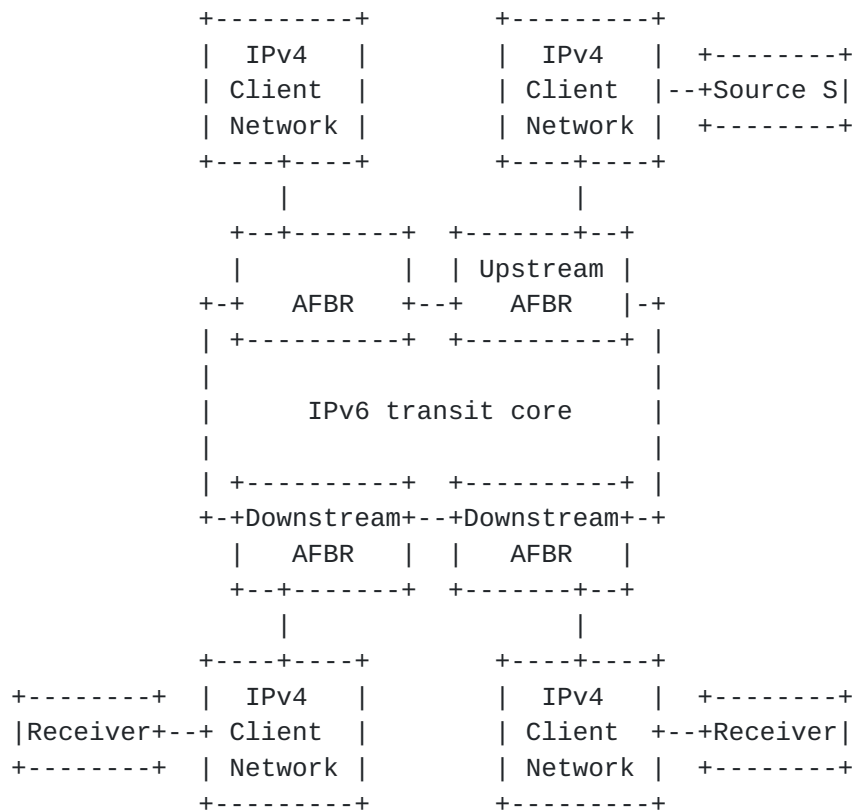 IPv4 IPv4
Client Client Source S
Network Network
Upstream
AFBR AFBR
IPv6 transit core
Downstream Downstream
AFBR AFBR
IPv4 IPv4
Receiver Client Client Receiver
Network Network